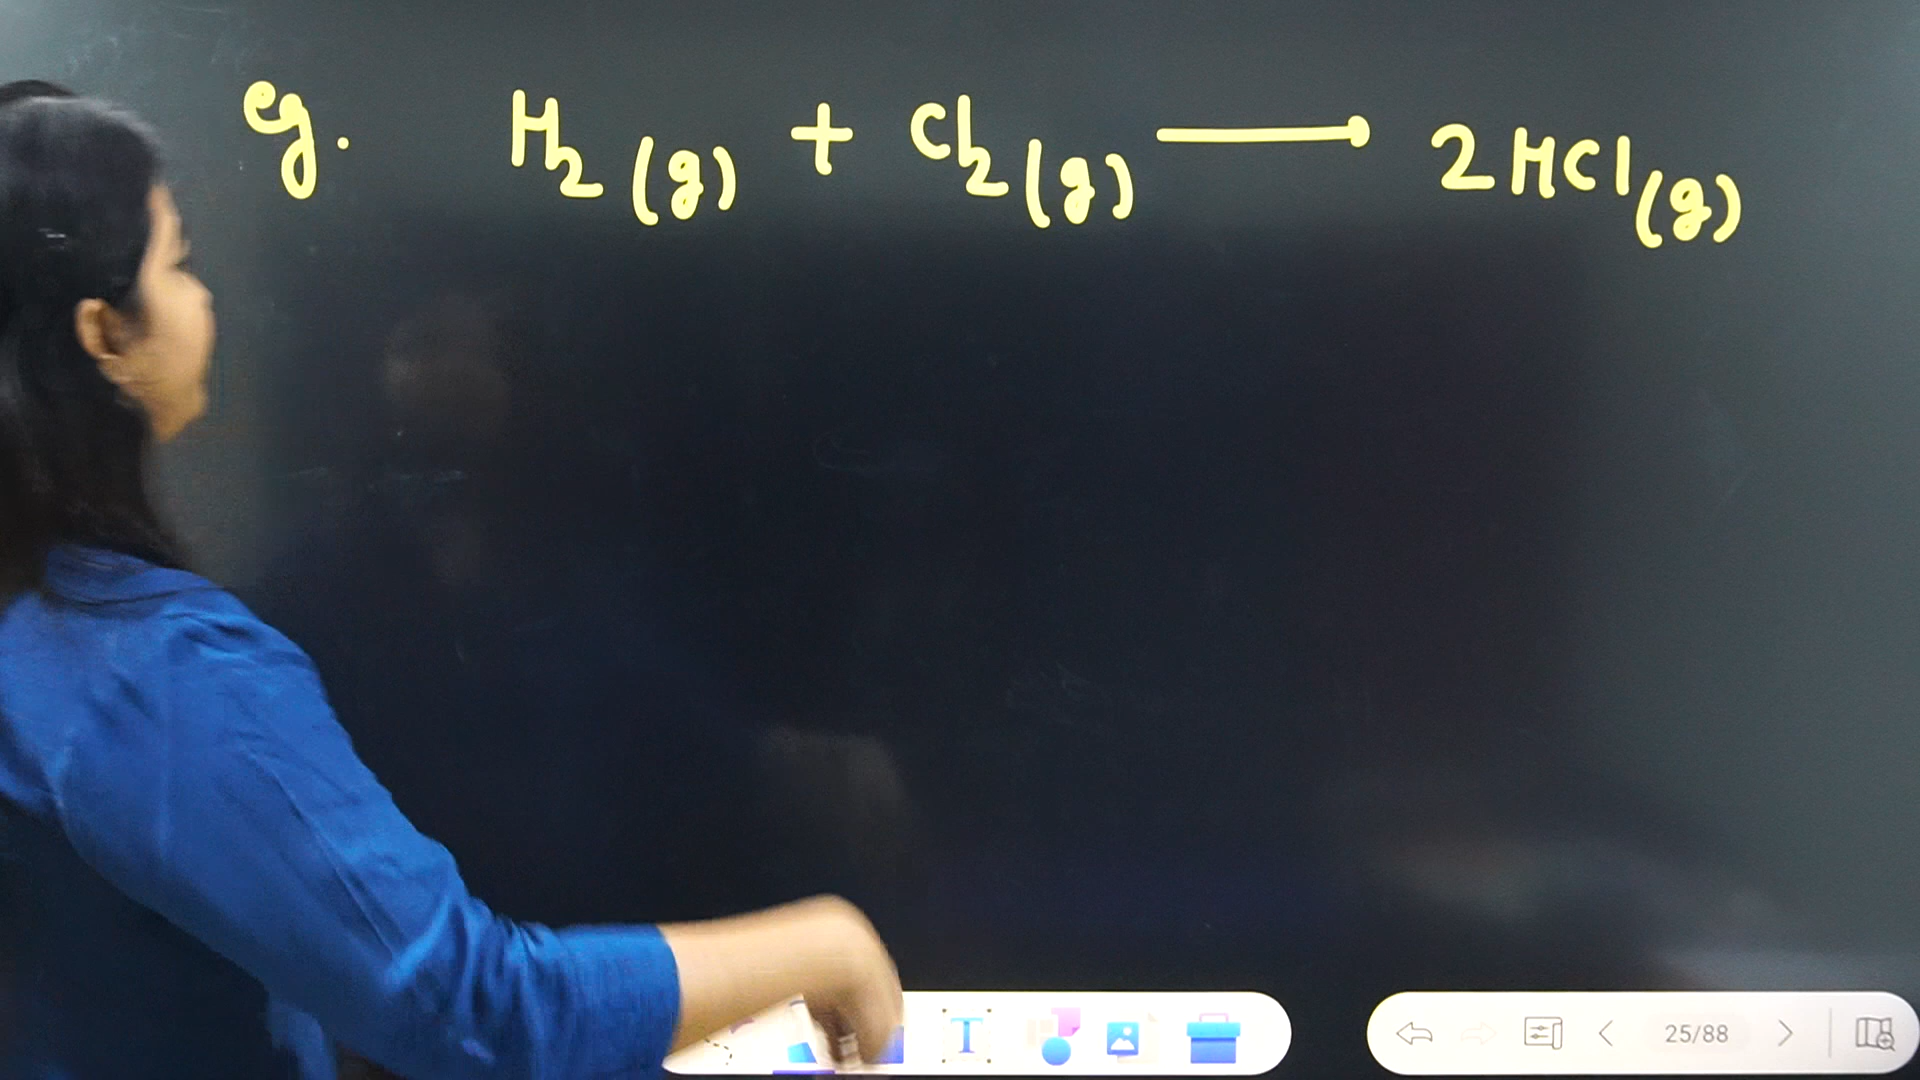 eg. H₂ (g) + Cl₂ (g) ⟶ 2HCl (g)
T
25/88